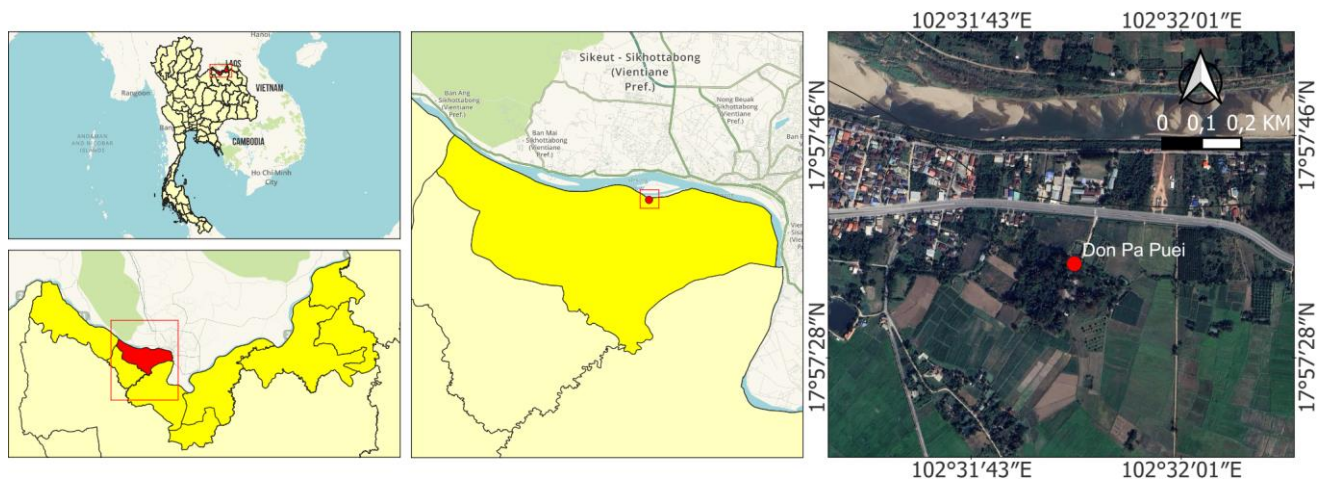 Hanoi
LAOS
Rangoon
VIETNAM
Ban
CAMBODIA
ANDAMAN
AND NICOBAR
(ISLAND)
Ho Chi Minh
City
Sikeut - Sikhottabong
(Vientiane
Pref.)
Ban Ang
Sikhottabong
(Vientiane
Pref.)
Nong Beuak
Sikhottabong
(Vientiane
Pref.)
Ban Mai
Sikhottabong
(Vientiane
Pref.)
102°31′43″E 102°32′01″E
17°57′46″N
17°57′46″N
0 0,1 0,2 KM
Don Pa Puei
17°57′28″N
17°57′28″N
102°31′43″E 102°32′01″E